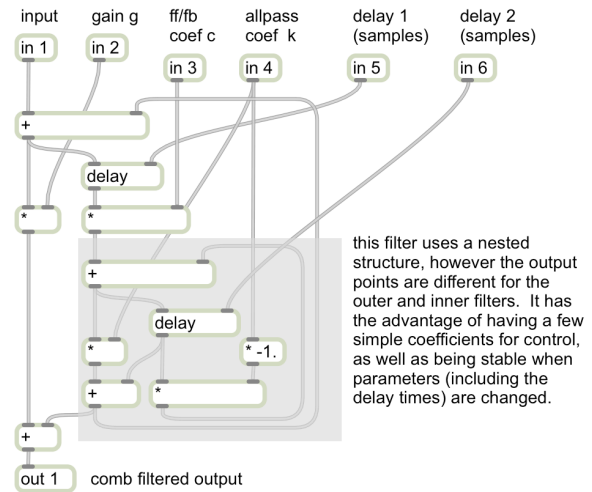 input
gain g
ff/fb
coef c
allpass
coef k
delay 1
(samples)
delay 2
(samples)
in 1
in 2
in 3
in 4
in 5
in 6
+
delay
*
*
+
delay
*
* -1.
+
*
+
out 1
comb filtered output
this filter uses a nested
structure, however the output
points are different for the
outer and inner filters. It has
the advantage of having a few
simple coefficients for control,
as well as being stable when
parameters (including the
delay times) are changed.